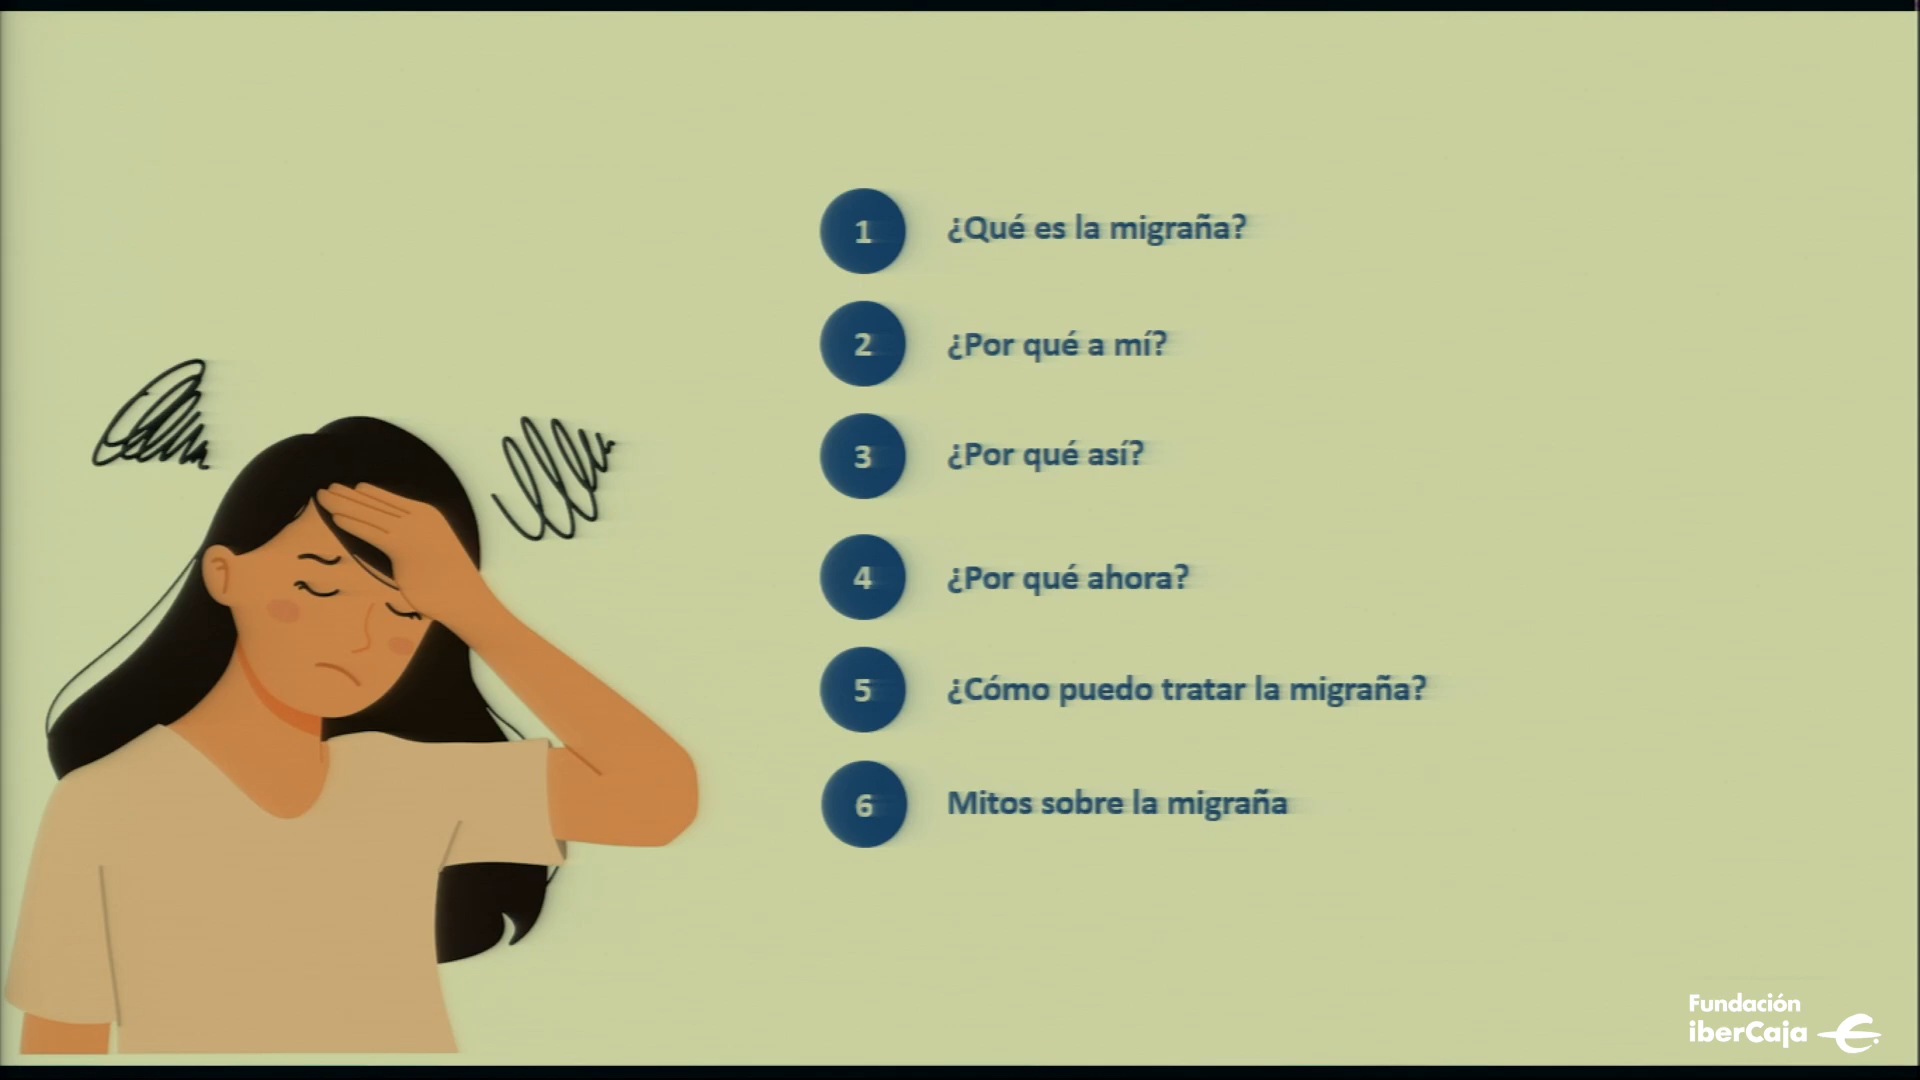 1 ¿Qué es la migraña?
2 ¿Por qué a mí?
3 ¿Por qué así?
4 ¿Por qué ahora?
5 ¿Cómo puedo tratar la migraña?
6 Mitos sobre la migraña
Fundación
iberCaja